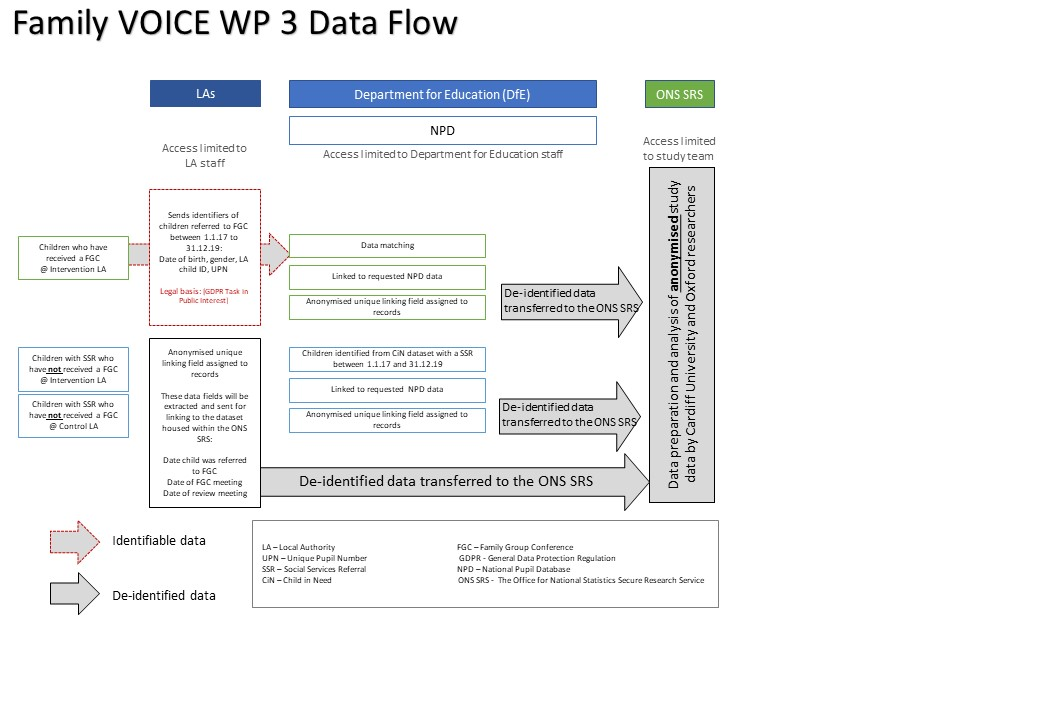 Family VOICE WP 3 Data Flow
LAs
Department for Education (DfE)
ONS SRS
NPD
Access limited to
LA staff
Access limited to Department for Education staff
Access limited
to study team
Children who have
received a FGC
@ Intervention LA
Sends identifiers of
children referred to FGC
between 1.1.17 to
31.12.19:
Date of birth, gender, LA
child ID, UPN
Legal basis: [GDPR Task in
Public Interest]
Data matching
Linked to requested NPD data
Anonymised unique linking field assigned to
records
De-identified data
transferred to the ONS SRS
Children with SSR who
have not received a FGC
@ Intervention LA
Children with SSR who
have not received a FGC
@ Control LA
Anonymised unique
linking field assigned to
records
These data fields will be
extracted and sent for
linking to the dataset
housed within the ONS
SRS:
Date child was referred
to FGC
Date of FGC meeting
Date of review meeting
Children identified from CiN dataset with a SSR
between 1.1.17 and 31.12.19
Linked to requested NPD data
Anonymised unique linking field assigned to
records
De-identified data
transferred to the ONS SRS
De-identified data transferred to the ONS SRS
Data preparation and analysis of anonymised study
data by Cardiff University and Oxford researchers
Identifiable data
De-identified data
LA – Local Authority
UPN – Unique Pupil Number
SSR – Social Services Referral
CiN – Child in Need
FGC – Family Group Conference
GDPR - General Data Protection Regulation
NPD – National Pupil Database
ONS SRS - The Office for National Statistics Secure Research Service